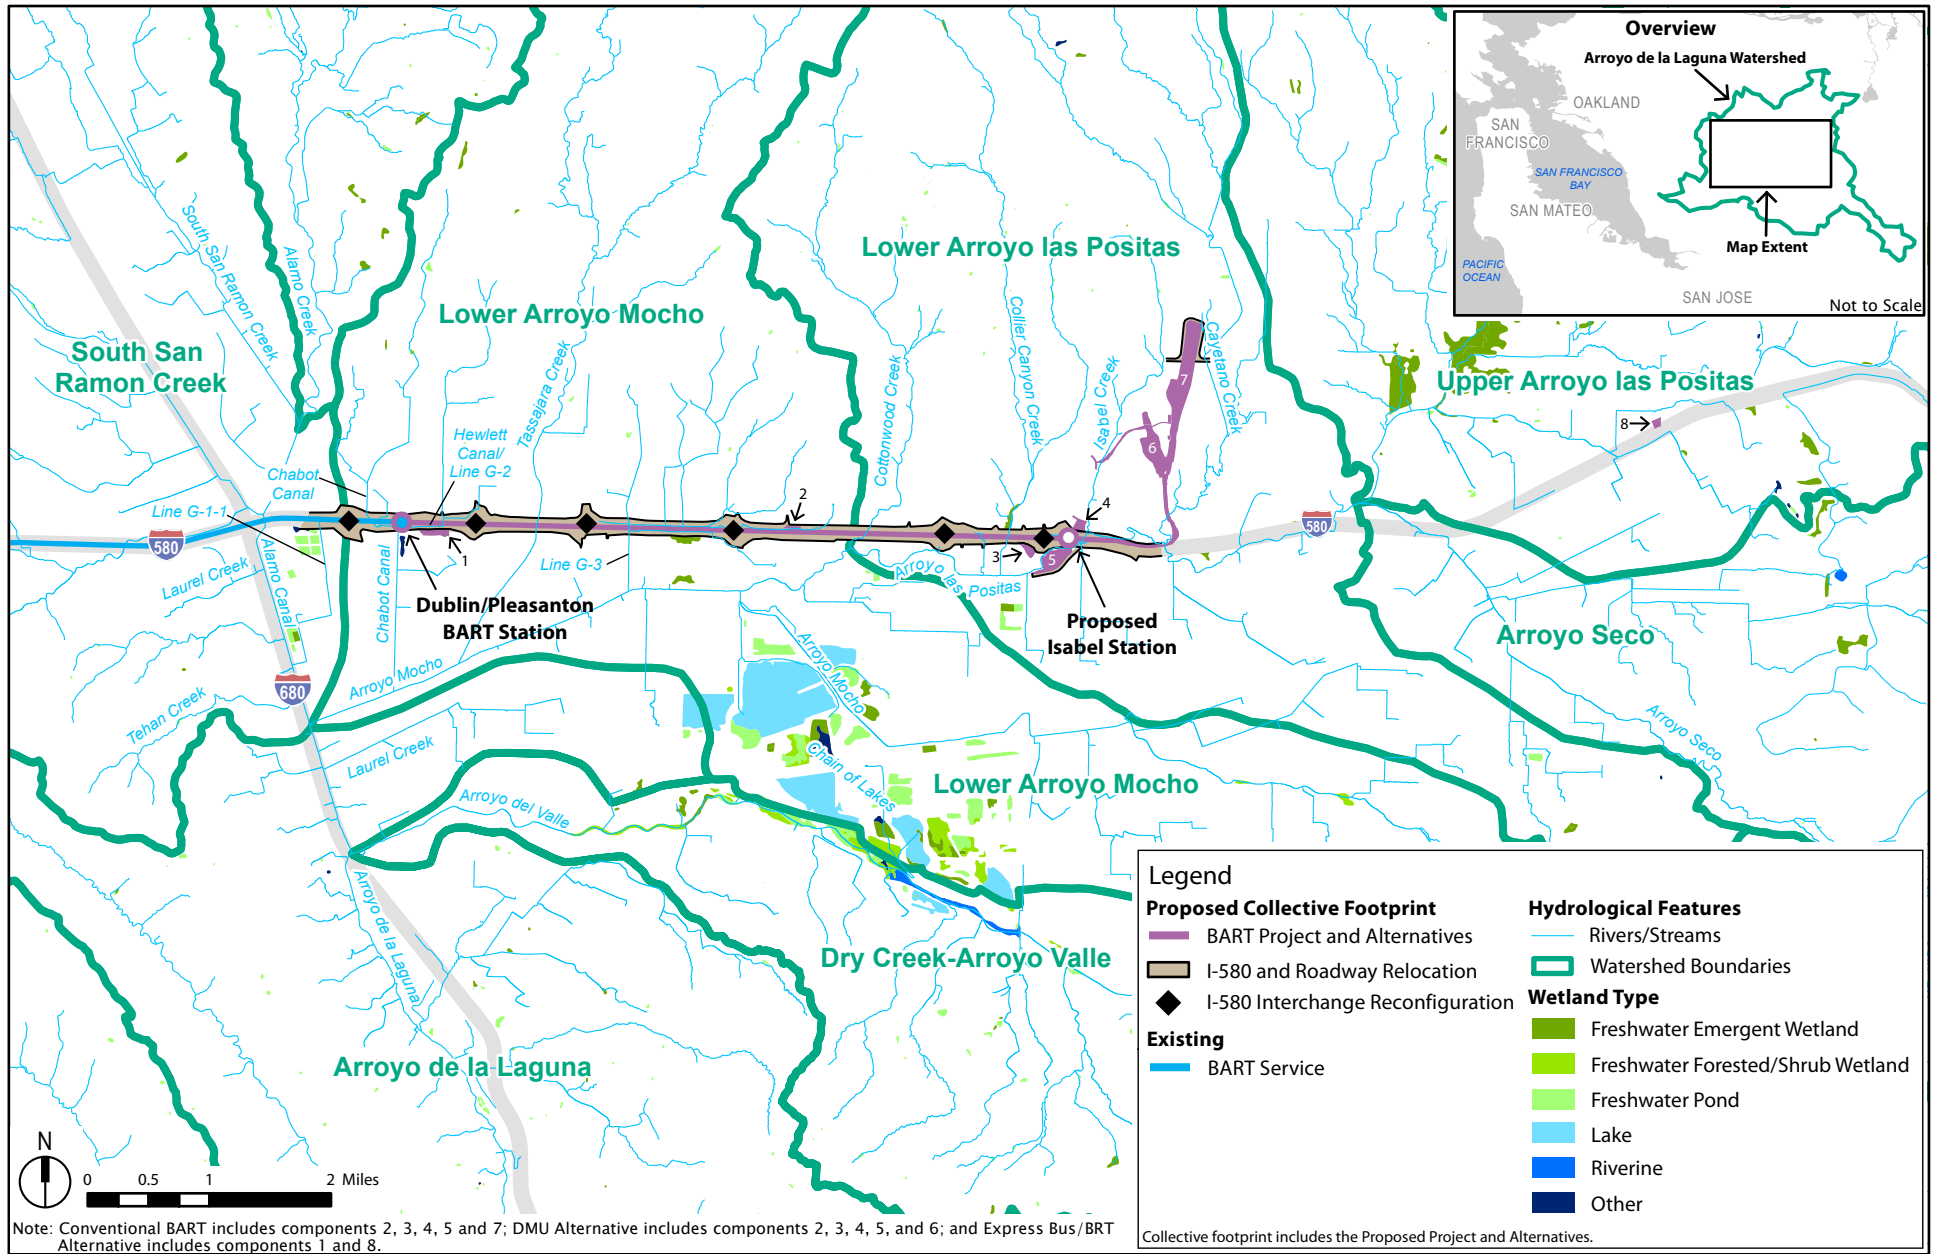 Overview
Arroyo de la Laguna Watershed
OAKLAND
SAN
FRANCISCO
SAN FRANCISCO
BAY
SAN MATEO
Map Extent
PACIFIC
OCEAN
SAN JOSE
Not to Scale
South San Ramon Creek
Alamo Creek
Lower Arroyo las Positas
Lower Arroyo Mocho
South San
Ramon Creek
Tassajara Creek
Cottonwood Creek
Collier Canyon Creek
Isabel Creek
Cayetano Creek
7
6
Upper Arroyo las Positas
8
Hewlett
Canal/
Line G-2
Chabot
Canal
Line G-1-1
2
4
580
580
1
3
5
Line G-3
Laurel Creek
Alamo Canal
Chabot Canal
Arroyo las Positas
Dublin/Pleasanton
BART Station
Proposed
Isabel Station
Arroyo Seco
680
Arroyo Mocho
Arroyo Mocho
Tehan Creek
Laurel Creek
Arroyo Seco
Chain of Lakes
Lower Arroyo Mocho
Arroyo del Valle
Arroyo de la Laguna
Dry Creek-Arroyo Valle
Arroyo de la Laguna
Legend
Proposed Collective Footprint
BART Project and Alternatives
I-580 and Roadway Relocation
I-580 Interchange Reconfiguration
Existing
BART Service
Hydrological Features
Rivers/Streams
Watershed Boundaries
Wetland Type
Freshwater Emergent Wetland
Freshwater Forested/Shrub Wetland
Freshwater Pond
Lake
Riverine
Other
Collective footprint includes the Proposed Project and Alternatives.
N
0 0.5 1 2 Miles
Note: Conventional BART includes components 2, 3, 4, 5 and 7; DMU Alternative includes components 2, 3, 4, 5, and 6; and Express Bus/BRT
Alternative includes components 1 and 8.